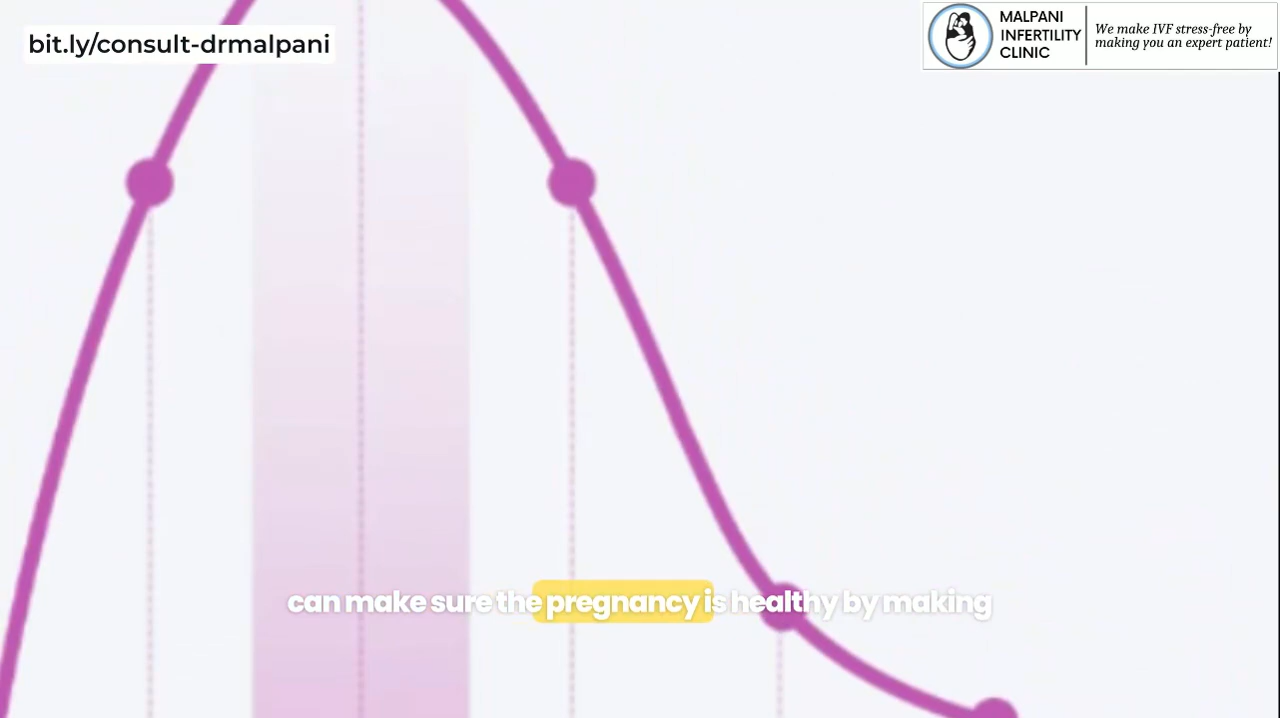 bit.ly/consult-drmalpani
MALPANI
INFERTILITY
CLINIC
We make IVF stress-free by
making you an expert patient!
can make sure the pregnancy is healthy by making